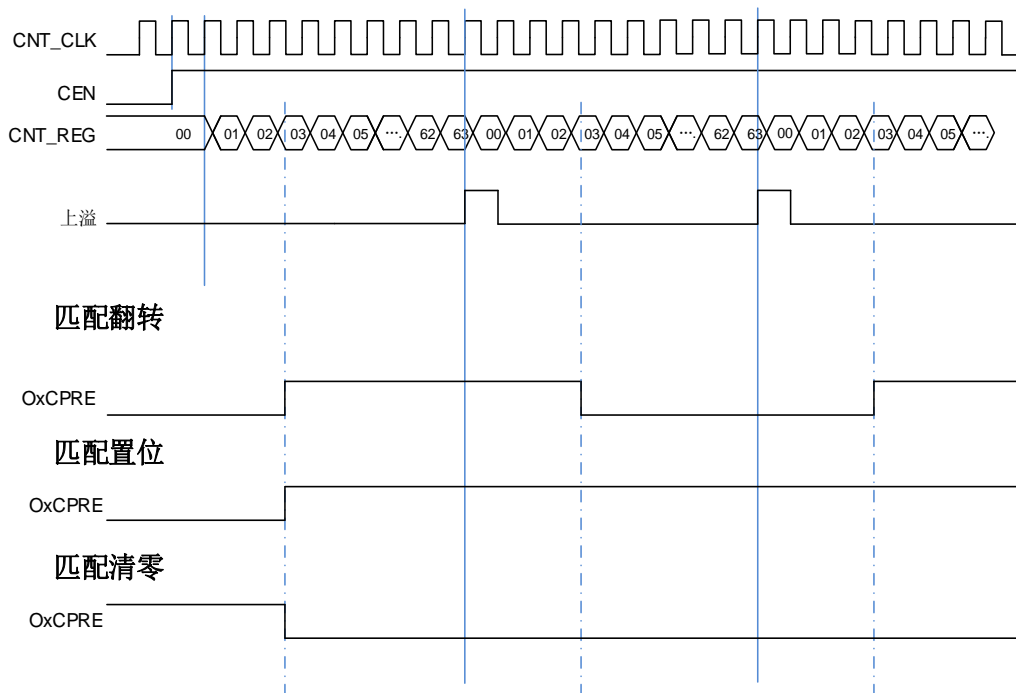 CNT_CLK
CEN
CNT_REG 00 01 02 03 04 05 …. 62 63 00 01 02 03 04 05 …. 62 63 00 01 02 03 04 05 ….
上溢
匹配翻转
OxCPRE
匹配置位
OxCPRE
匹配清零
OxCPRE